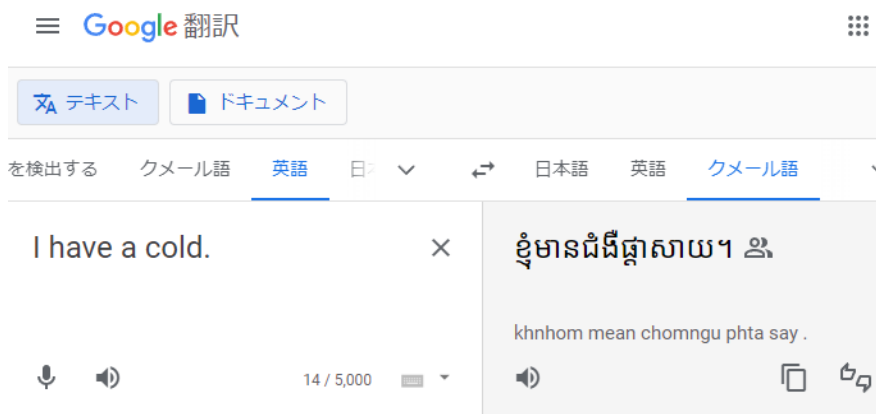 Google 翻訳
テキスト ドキュメント
を検出する クメール語 英語 日本語 英語 クメール語
I have a cold. ខ្ញុំមានជំងឺផ្តាសាយ។
khnhom mean chomngu phta say .
14 / 5,000